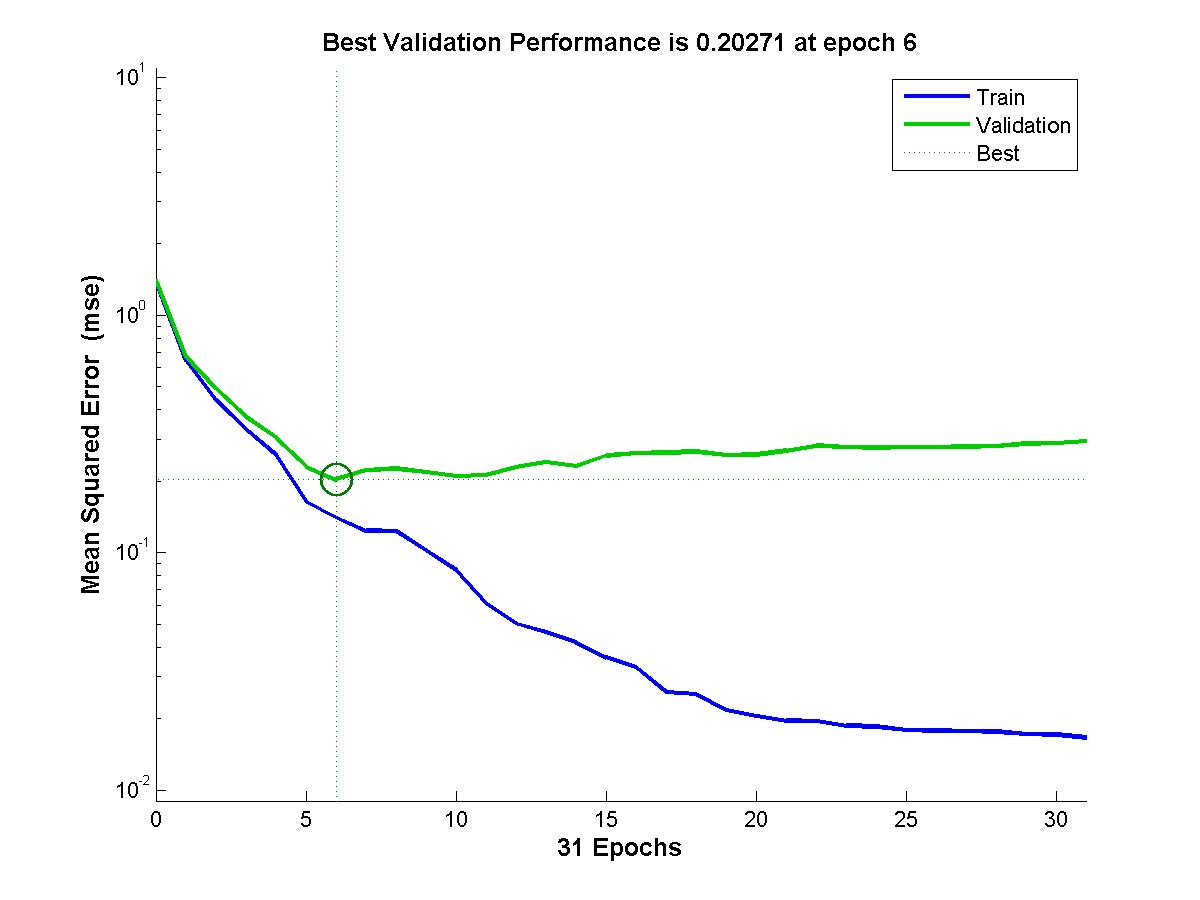 Best Validation Performance is 0.20271 at epoch 6
Train
Validation
Best
Mean Squared Error (mse)
10^1
10^0
10^-1
10^-2
0 5 10 15 20 25 30
31 Epochs